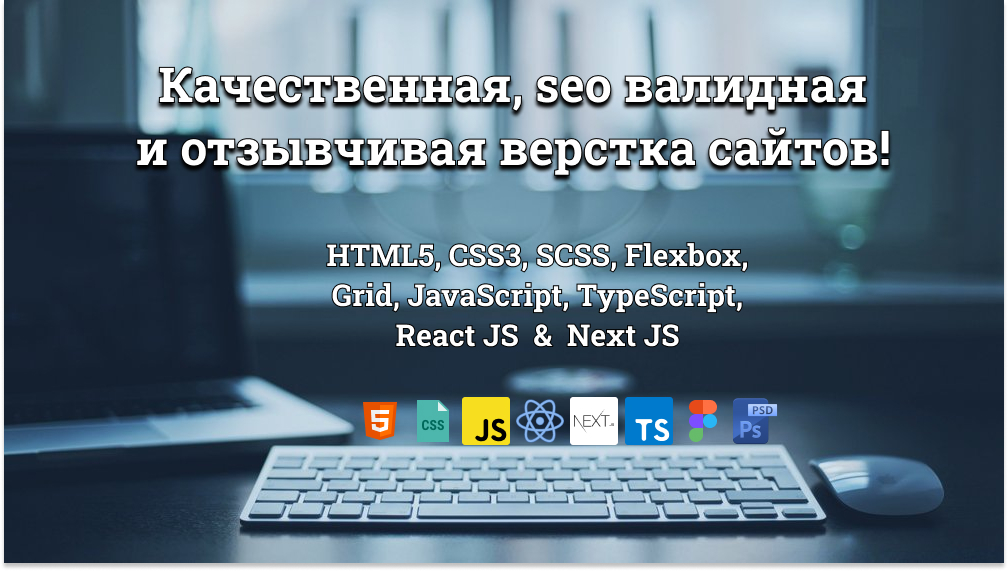 Качественная, seo валидная
и отзывчивая верстка сайтов!
HTML5, CSS3, SCSS, Flexbox,
Grid, JavaScript, TypeScript,
React JS & Next JS
5 CSS JS NEXT.js TS PSD Ps